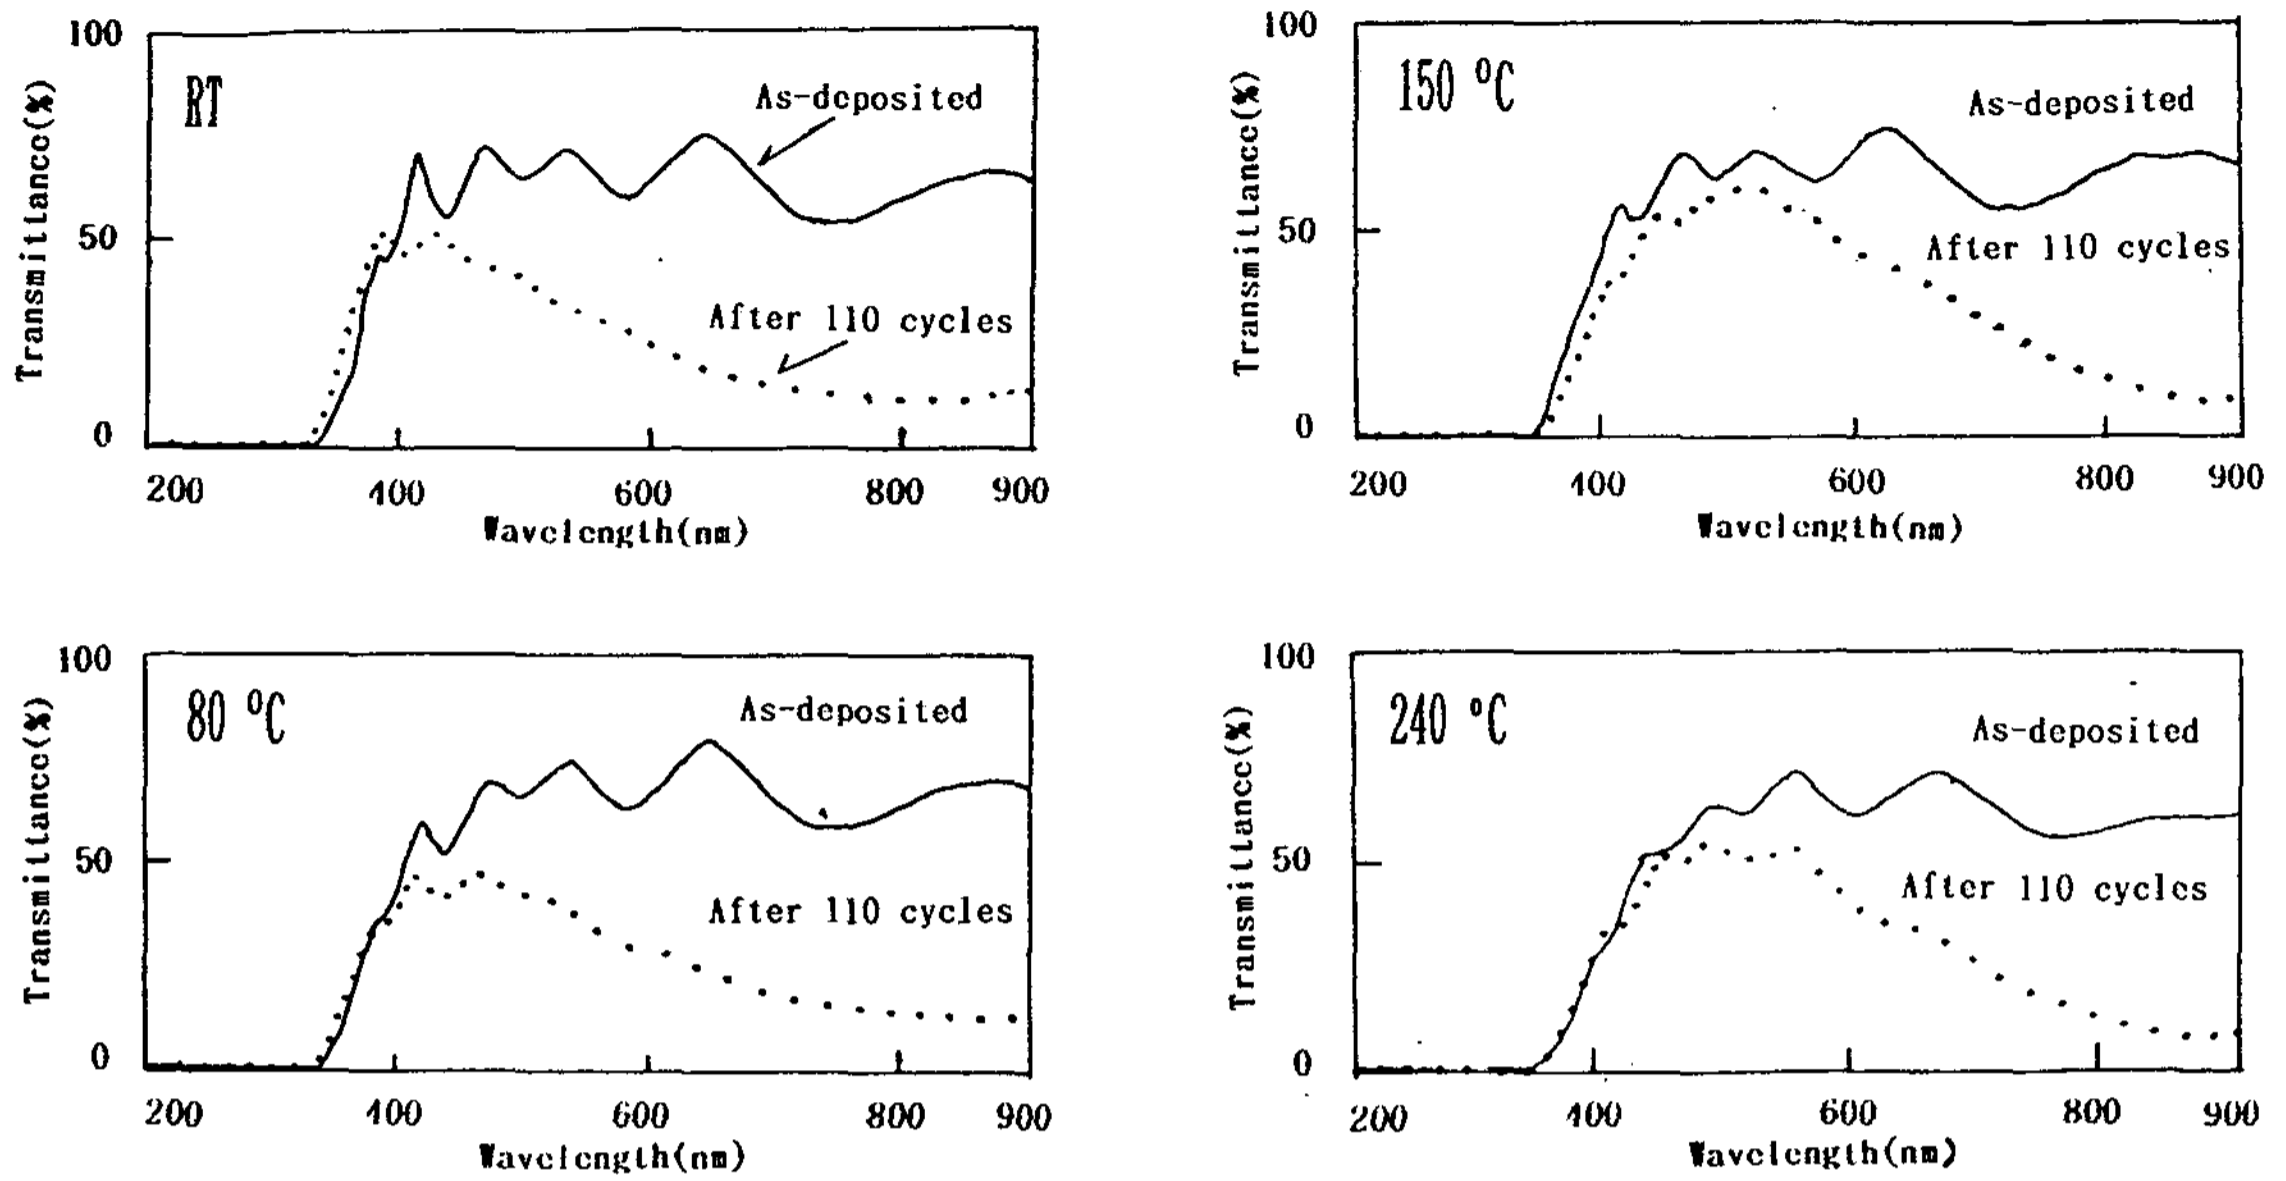 100
RT
As-deposited
50
After 110 cycles
0
Transmittance(%)
200 400 600 800 900
Wavelength(nm)
100
150 °C
As-deposited
50
After 110 cycles
0
Transmittance(%)
200 400 600 800 900
Wavelength(nm)
100
80 °C
As-deposited
50
After 110 cycles
0
Transmittance(%)
200 400 600 800 900
Wavelength(nm)
100
240 °C
As-deposited
50
After 110 cycles
0
Transmittance(%)
200 400 600 800 900
Wavelength(nm)